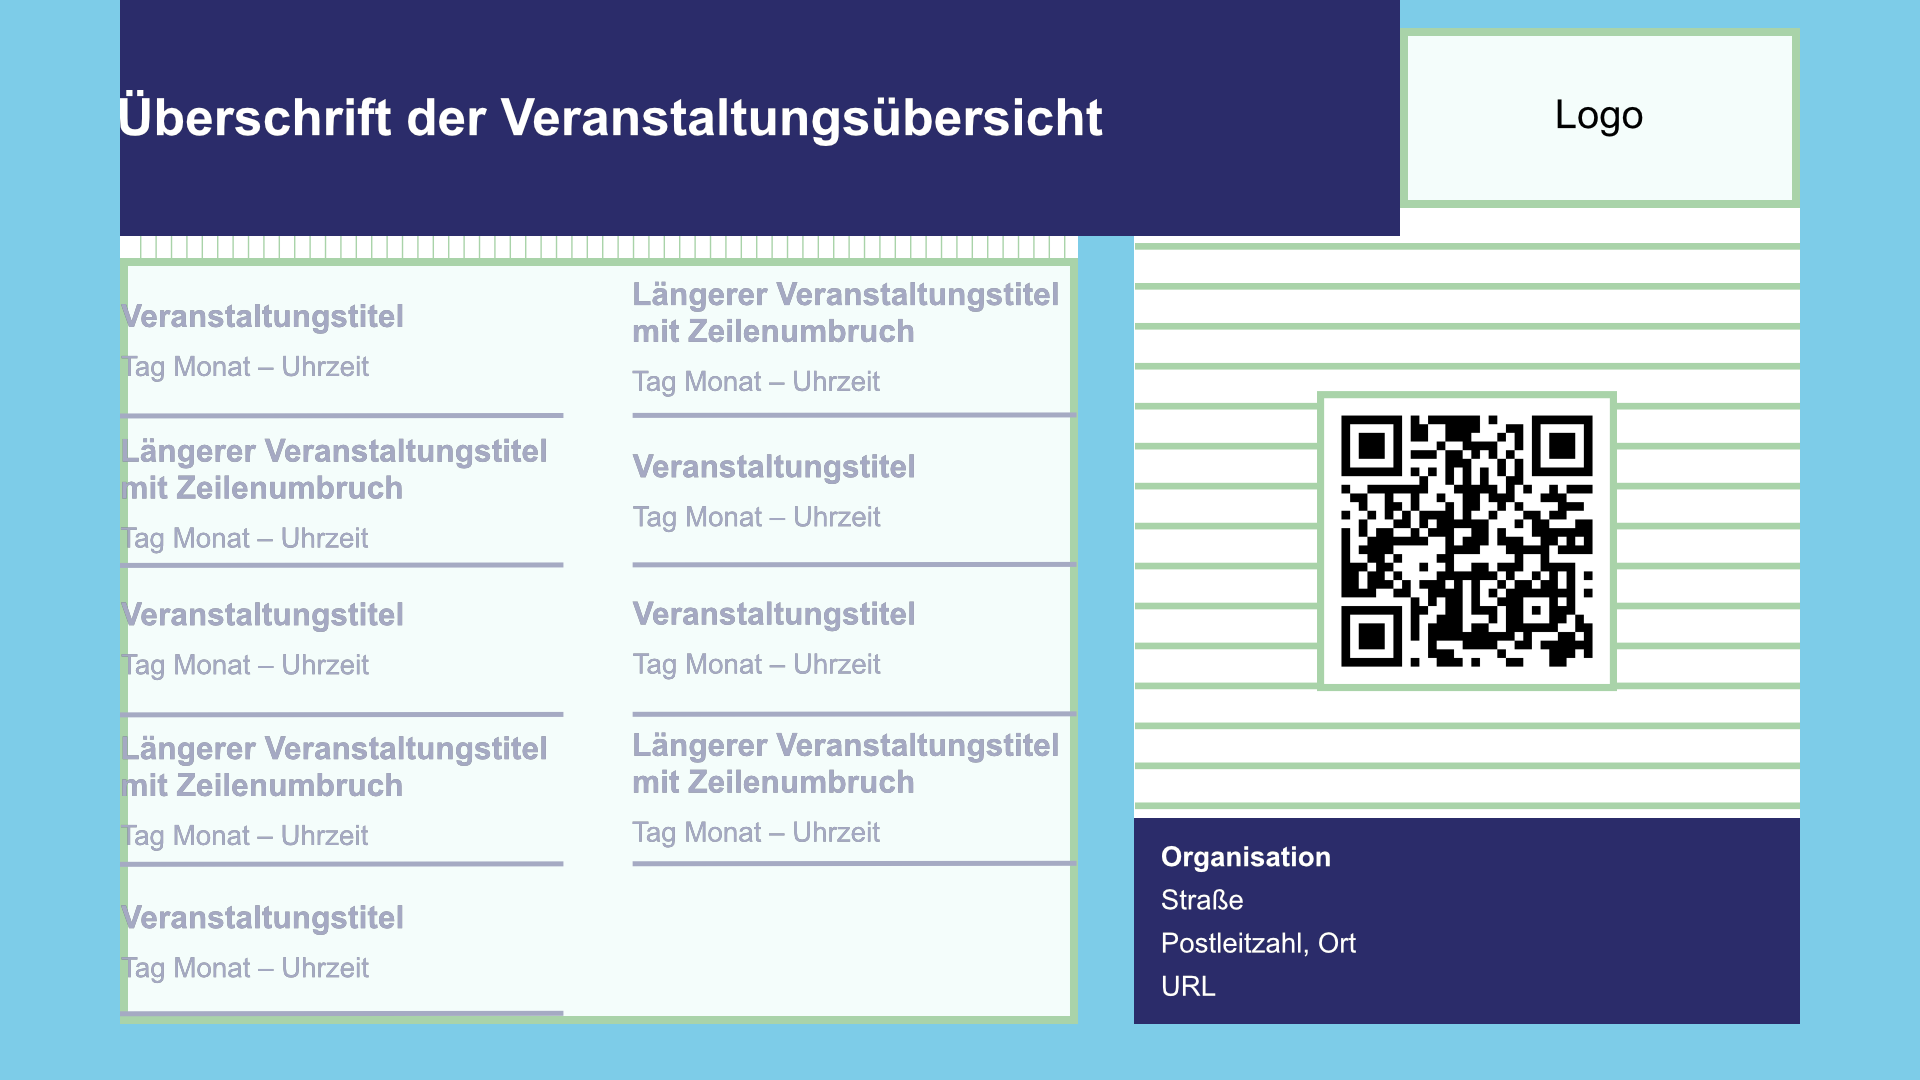 Überschrift der Veranstaltungsübersicht
Logo
Veranstaltungstitel
Tag Monat – Uhrzeit
Längerer Veranstaltungstitel
mit Zeilenumbruch
Tag Monat – Uhrzeit
Veranstaltungstitel
Tag Monat – Uhrzeit
Längerer Veranstaltungstitel
mit Zeilenumbruch
Tag Monat – Uhrzeit
Veranstaltungstitel
Tag Monat – Uhrzeit
Längerer Veranstaltungstitel
mit Zeilenumbruch
Tag Monat – Uhrzeit
Veranstaltungstitel
Tag Monat – Uhrzeit
Veranstaltungstitel
Tag Monat – Uhrzeit
Längerer Veranstaltungstitel
mit Zeilenumbruch
Tag Monat – Uhrzeit
Organisation
Straße
Postleitzahl, Ort
URL